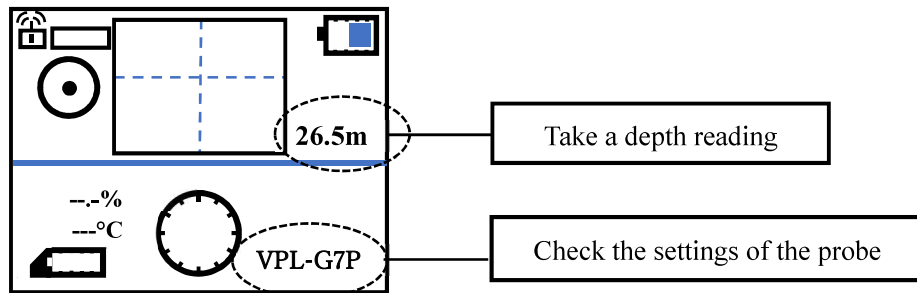 26.5m
Take a depth reading
--.-%
---°C
VPL-G7P
Check the settings of the probe